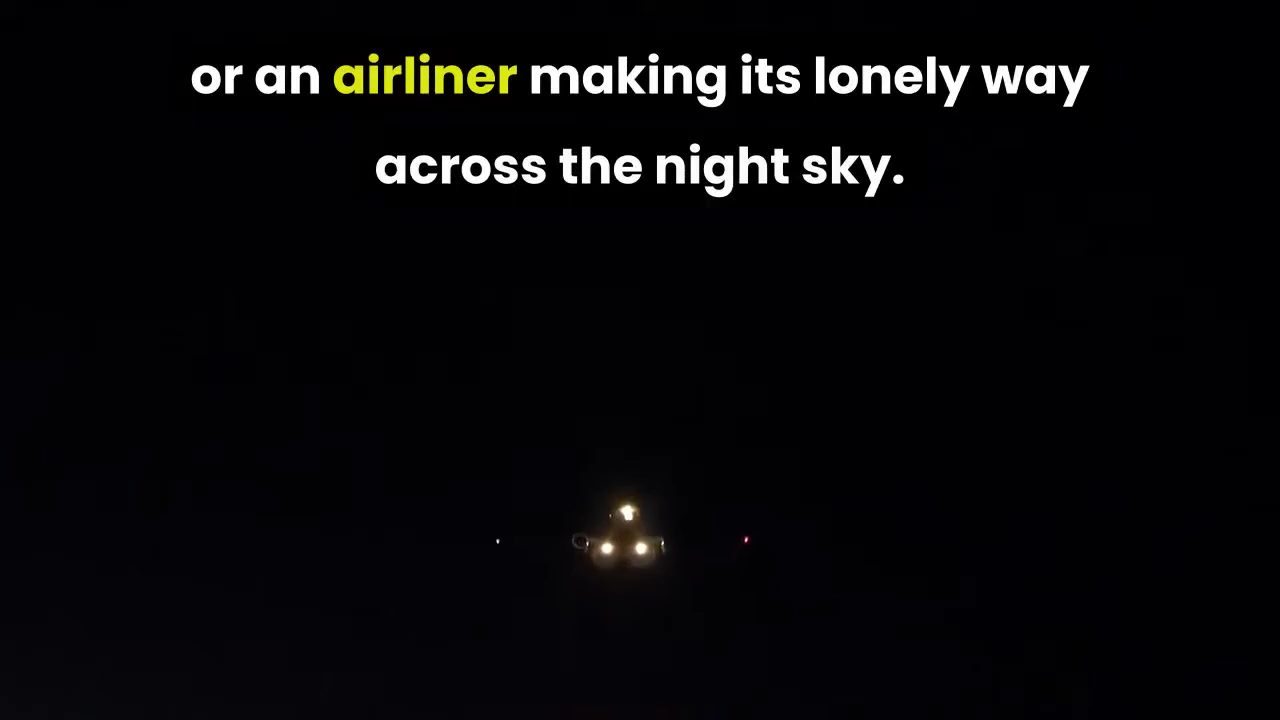 or an airliner making its lonely way
across the night sky.